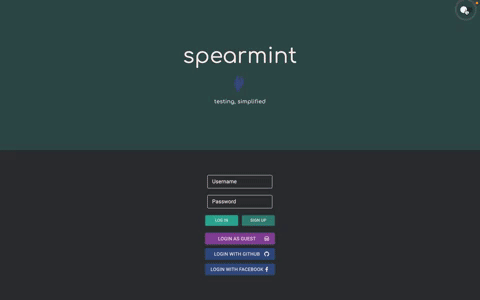 spearmint
testing, simplified
Username
Password
LOG IN
SIGN UP
LOGIN AS GUEST
LOGIN WITH GITHUB
LOGIN WITH FACEBOOK